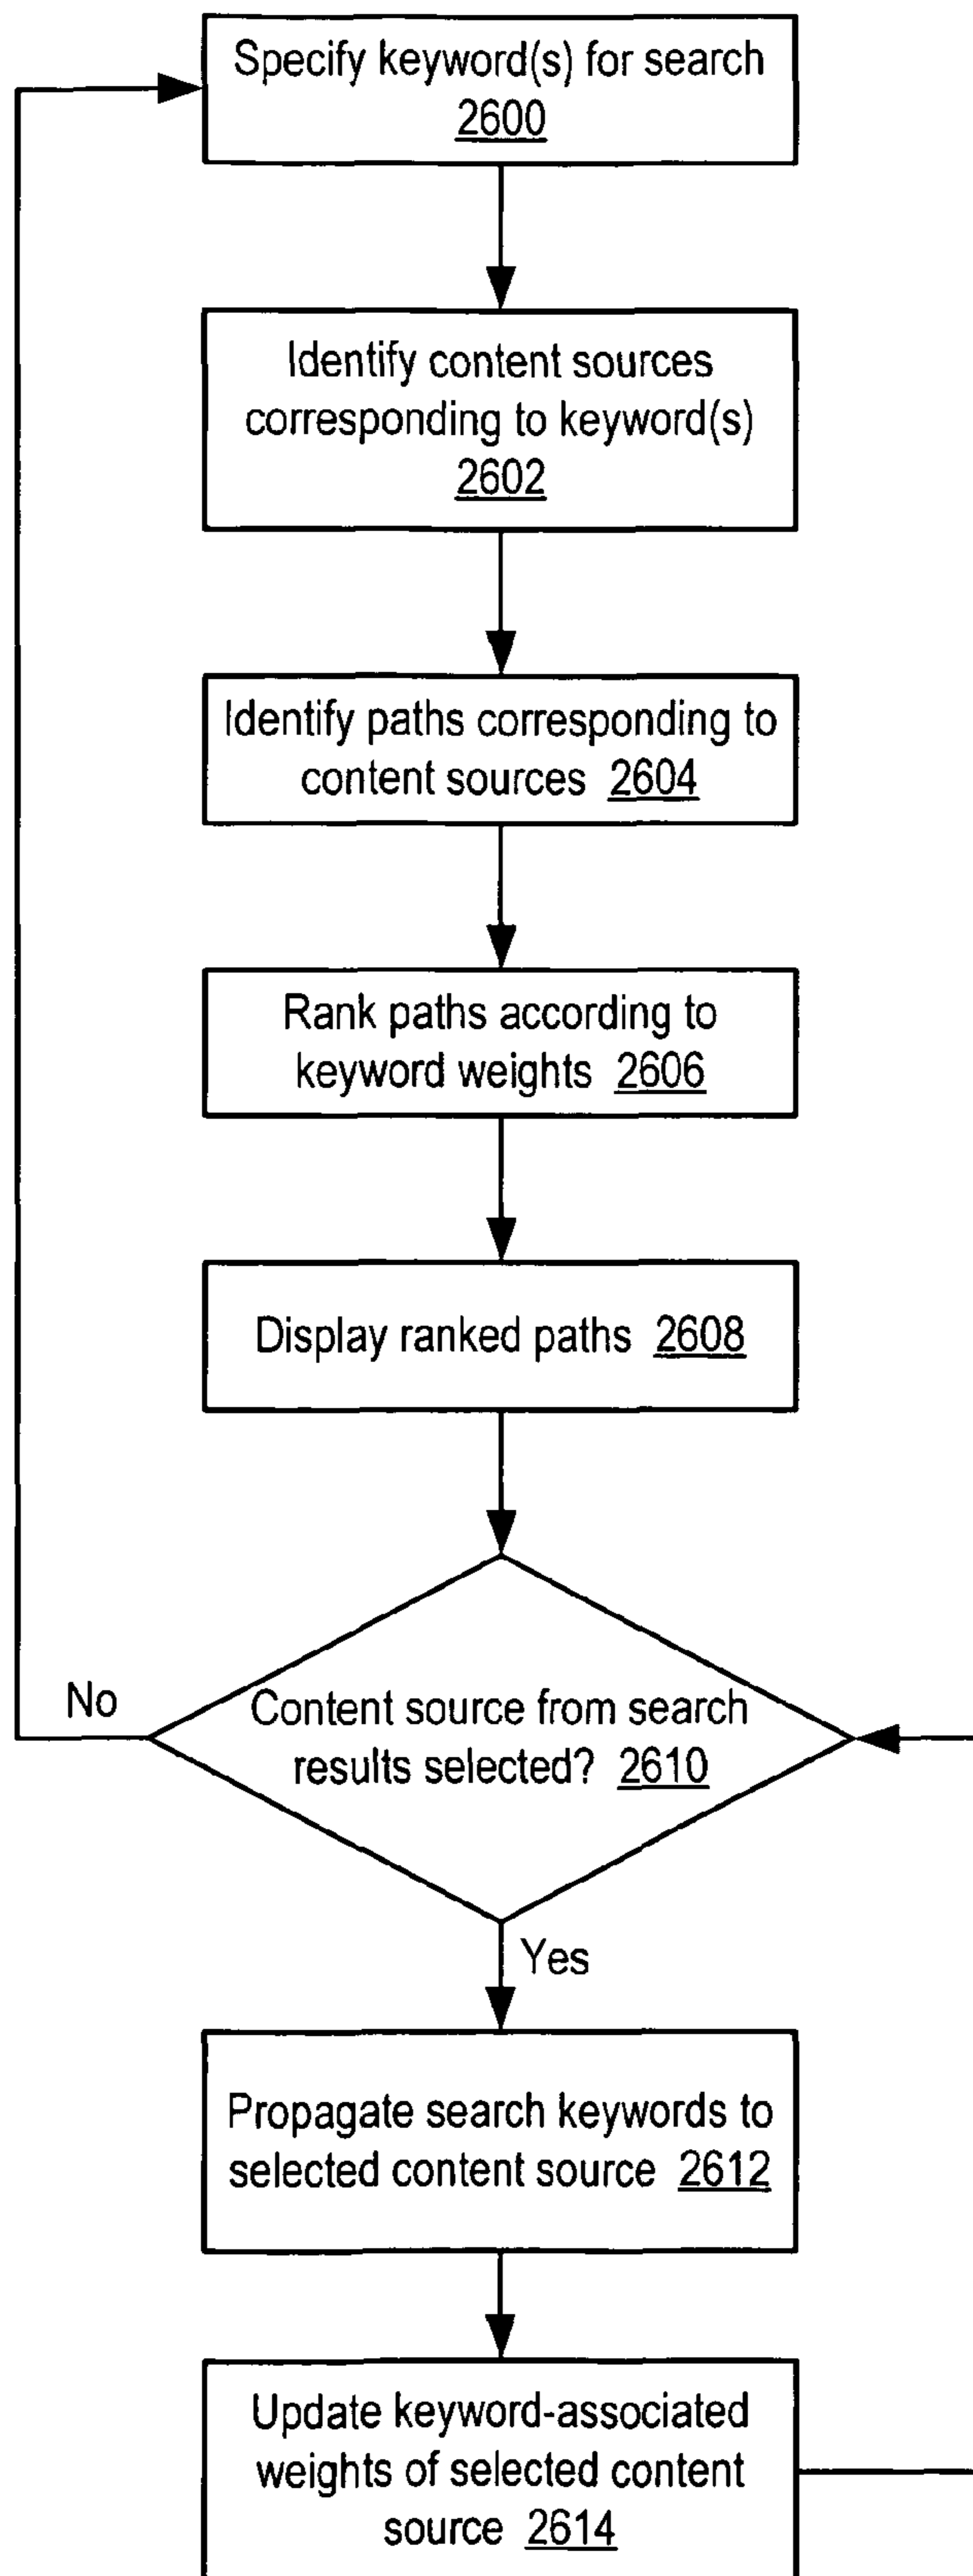 Specify keyword(s) for search
2600
Identify content sources
corresponding to keyword(s)
2602
Identify paths corresponding to
content sources 2604
Rank paths according to
keyword weights 2606
Display ranked paths 2608
Content source from search
results selected? 2610
No
Yes
Propagate search keywords to
selected content source 2612
Update keyword-associated
weights of selected content
source 2614